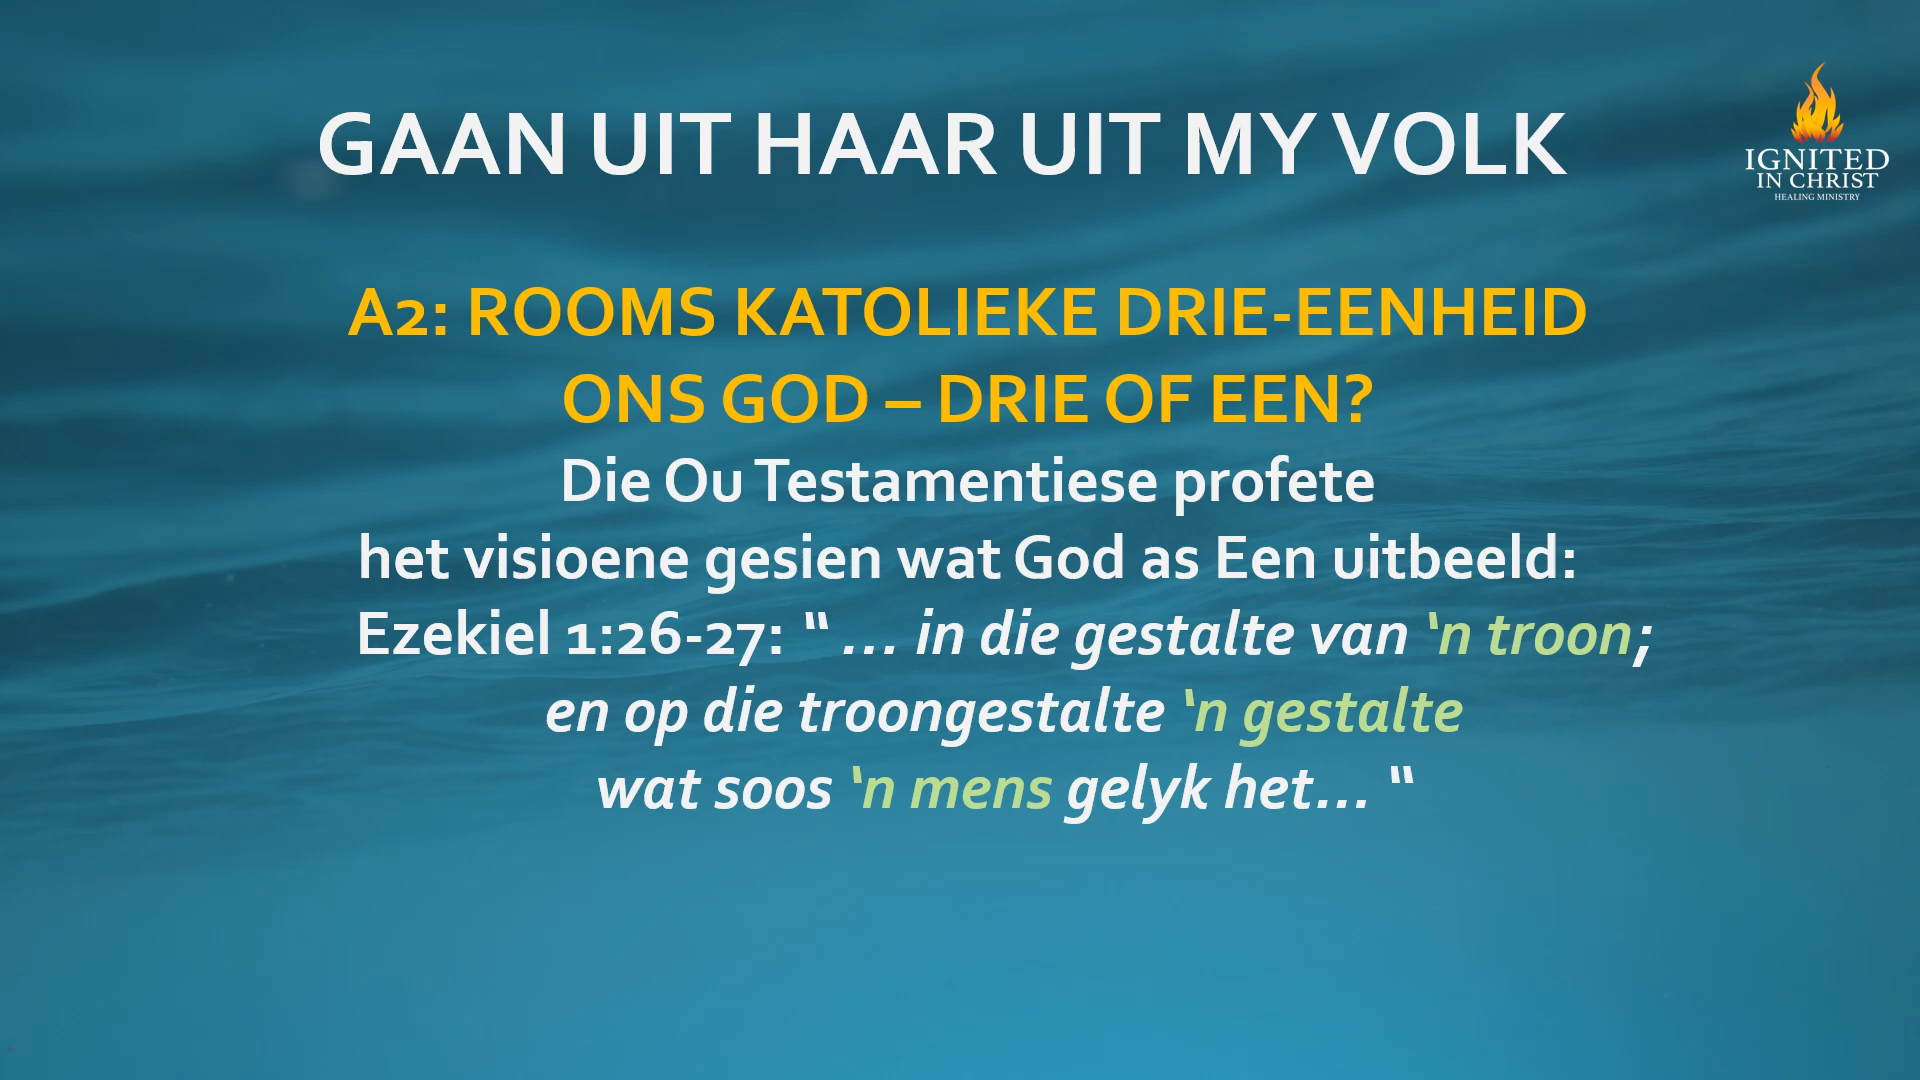 GAAN UIT HAAR UIT MY VOLK
IGNITED
IN CHRIST
HEALING MINISTRY
A2: ROOMS KATOLIEKE DRIE-EENHEID
ONS GOD – DRIE OF EEN?
Die Ou Testamentiese profete
het visioene gesien wat God as Een uitbeeld:
Ezekiel 1:26-27: “ … in die gestalte van ‘n troon;
en op die troongestalte ‘n gestalte
wat soos ‘n mens gelyk het… “